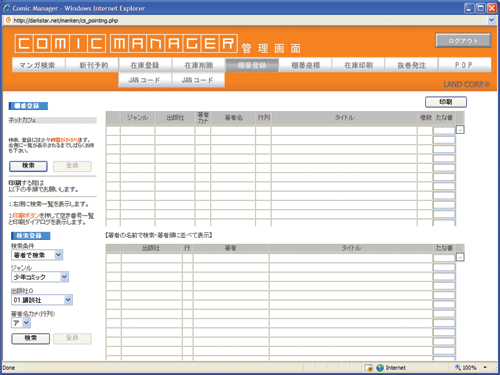 Comic Manager - Windows Internet Explorer
http://darkstar.net/manken/cs_pointing.php
COMIC MANAGER 管理画面
ログアウト
マンガ検索 新刊予約 在庫登録 在庫削除 棚番登録 棚番座標 在庫印刷 抜巻発注 POP
JANコード JANコード
LAND CORP.
棚番登録
印刷
ネットカフェ
検索、登録には少々時間がかかります。
右側に一覧が表示されるまでしばらくお待
ち下さい。
検索 登録
印刷する際は
以下の手順でお願いします。
1.右側に検索一覧を表示します。
2.印刷ボタンを押して空き番号一覧
と印刷ダイアログを表示します。
ジャンル 出版社 著者カナ 著者名 行列 タイトル 巻数 たな番
検索登録
検索条件
著者で検索
ジャンル
少年コミック
出版社
01.講談社
著者名カナ(行列)
ア
検索 登録
【著者の名前で検索・著者順に並べて表示】
出版社 行 著者 タイトル たな番
Done
Internet
100%